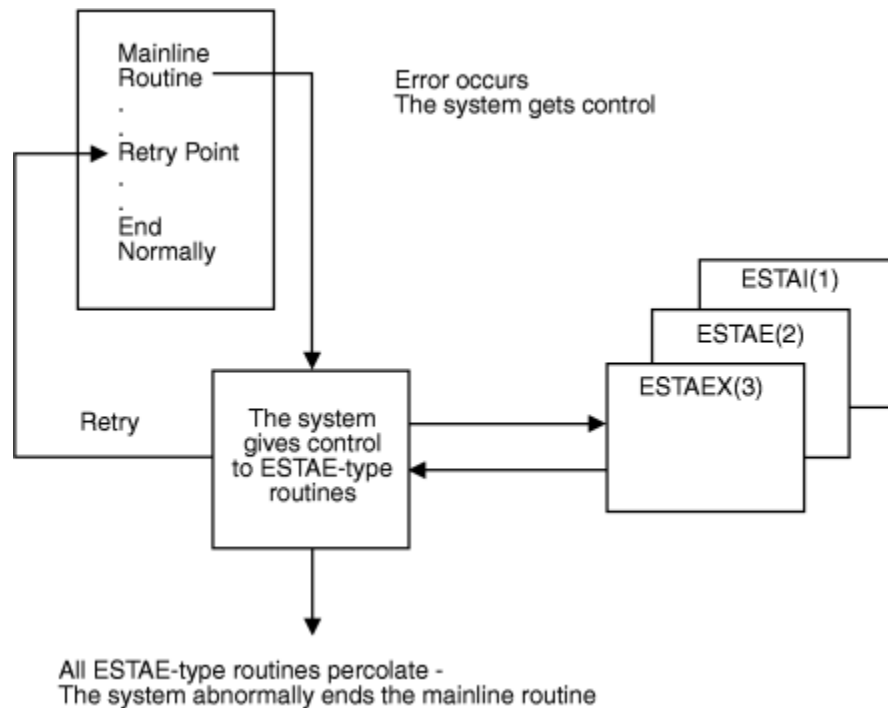 Mainline
Routine
.
.
Retry Point
.
.
End
Normally
Error occurs
The system gets control
ESTAI(1)
ESTAE(2)
ESTAEX(3)
Retry
The system
gives control
to ESTAE-type
routines
All ESTAE-type routines percolate -
The system abnormally ends the mainline routine